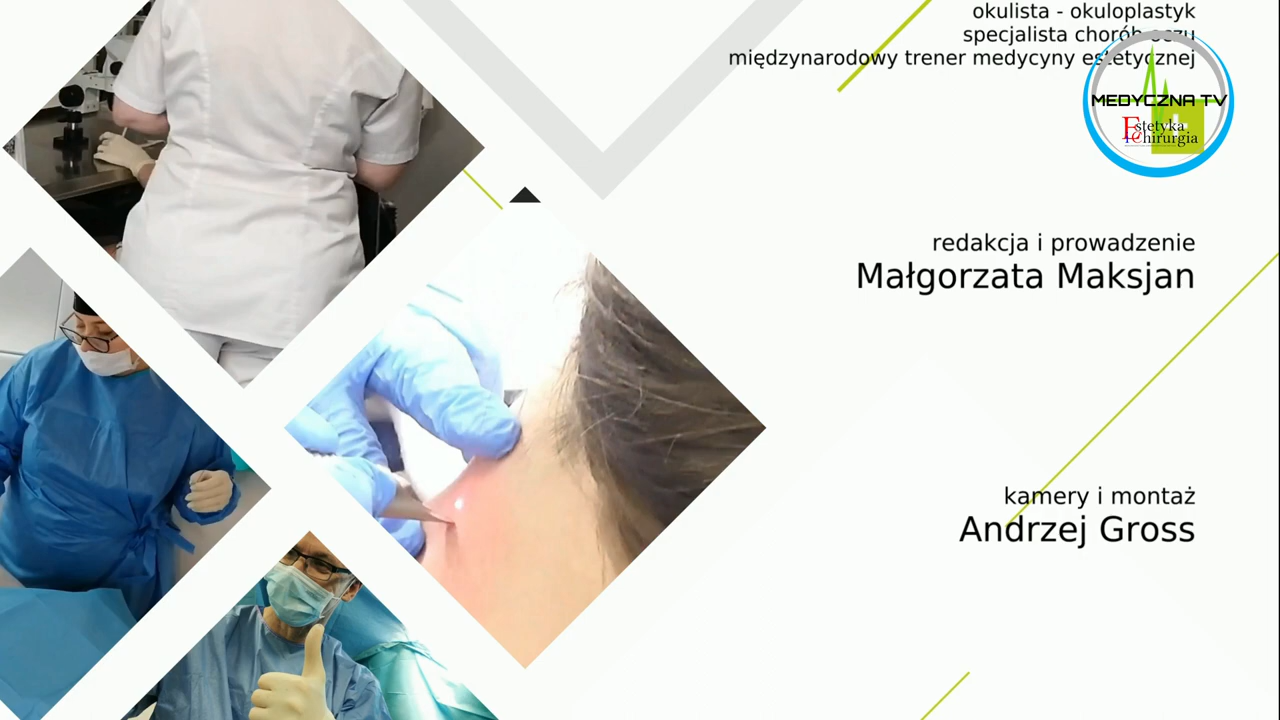 okulista - okuloplastyk
specjalista chorób oczu
międzynarodowy trener medycyny estetycznej
MEDYCZNA TV
Estetyka
i Chirurgia
redakcja i prowadzenie
Małgorzata Maksjan
kamery i montaż
Andrzej Gross